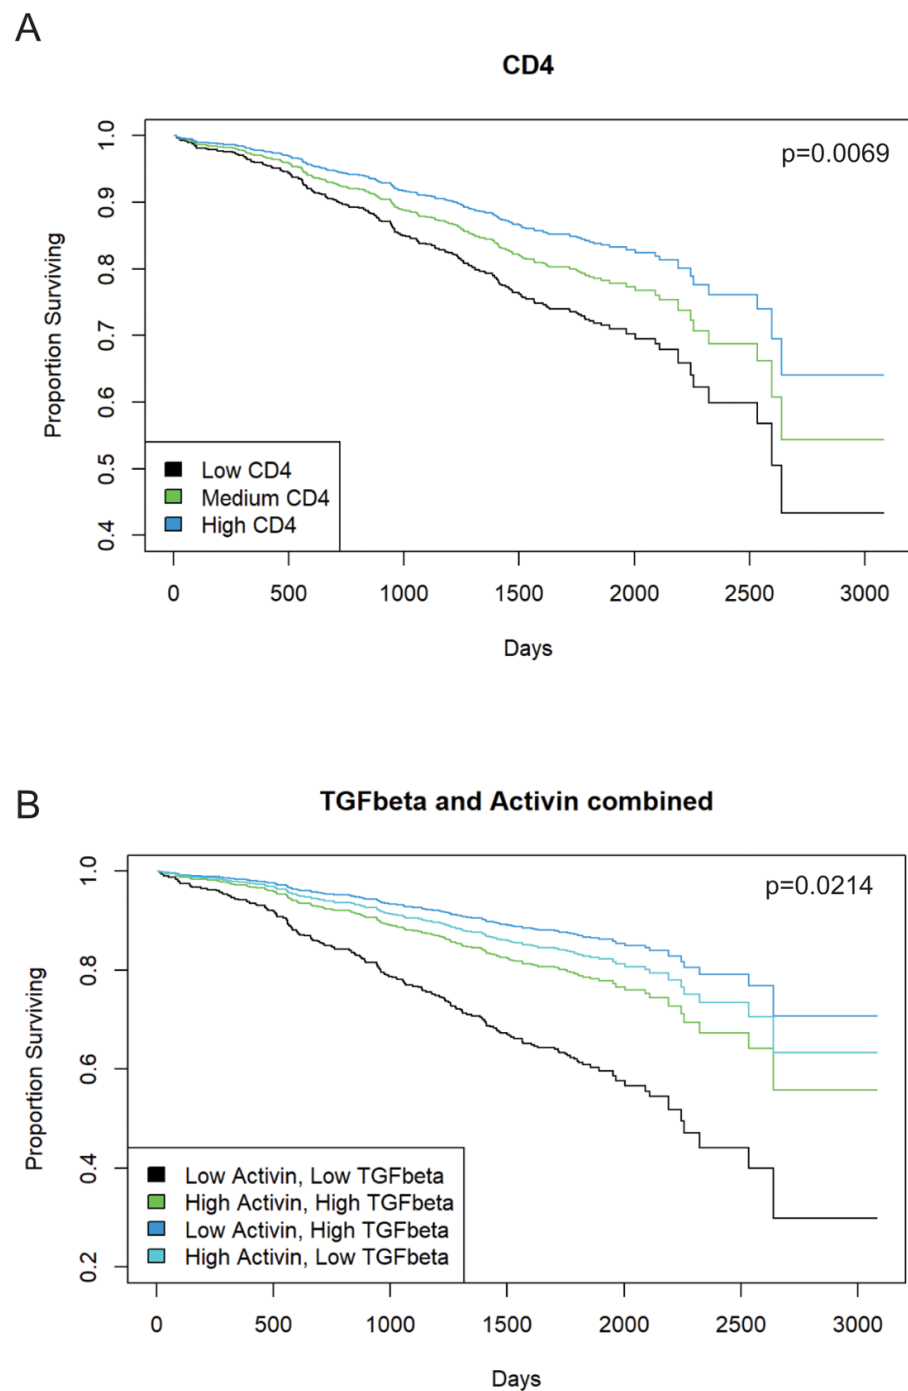 A
CD4
p=0.0069
1.0
0.9
0.8
0.7
0.6
0.5
0.4
Proportion Surviving
Low CD4
Medium CD4
High CD4
0 500 1000 1500 2000 2500 3000
Days
B
TGFbeta and Activin combined
p=0.0214
1.0
0.8
0.6
0.4
0.2
Proportion Surviving
Low Activin, Low TGFbeta
High Activin, High TGFbeta
Low Activin, High TGFbeta
High Activin, Low TGFbeta
0 500 1000 1500 2000 2500 3000
Days